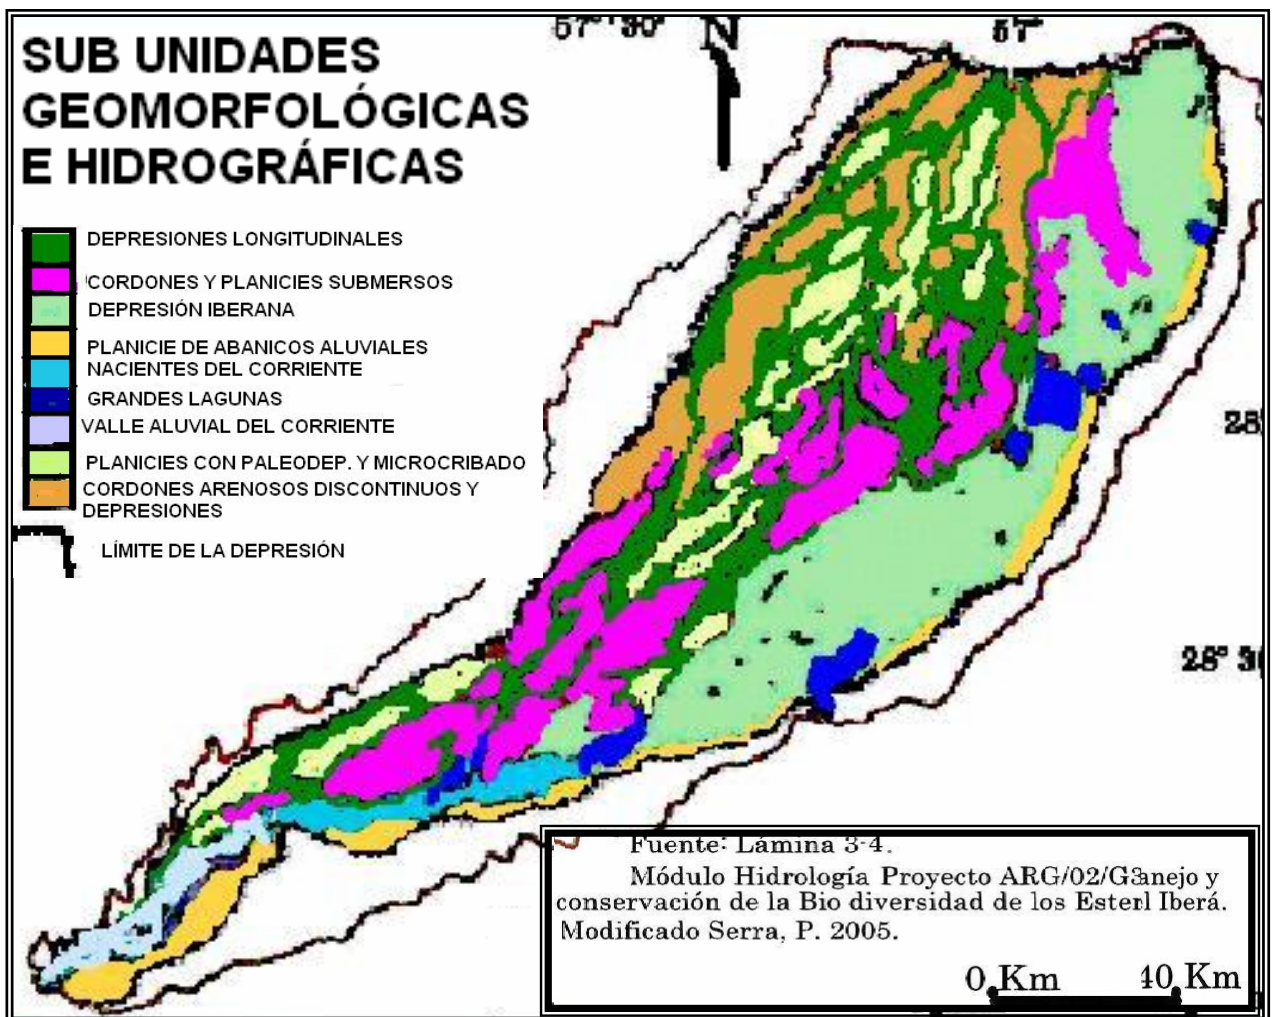 SUB UNIDADES
GEOMORFOLÓGICAS
E HIDROGRÁFICAS
57° 30'
N
57°
DEPRESIONES LONGITUDINALES
CORDONES Y PLANICIES SUBMERSOS
DEPRESIÓN IBERANA
PLANICIE DE ABANICOS ALUVIALES
NACIENTES DEL CORRIENTE
GRANDES LAGUNAS
VALLE ALUVIAL DEL CORRIENTE
PLANICIES CON PALEODEP. Y MICROCRIBADO
CORDONES ARENOSOS DISCONTINUOS Y
DEPRESIONES
LÍMITE DE LA DEPRESIÓN
28
28° 3
Fuente: Lámina 3-4.
Módulo Hidrología Proyecto ARG/02/G3anejo y
conservación de la Bio diversidad de los Esterl Iberá.
Modificado Serra, P. 2005.
0 Km 40 Km